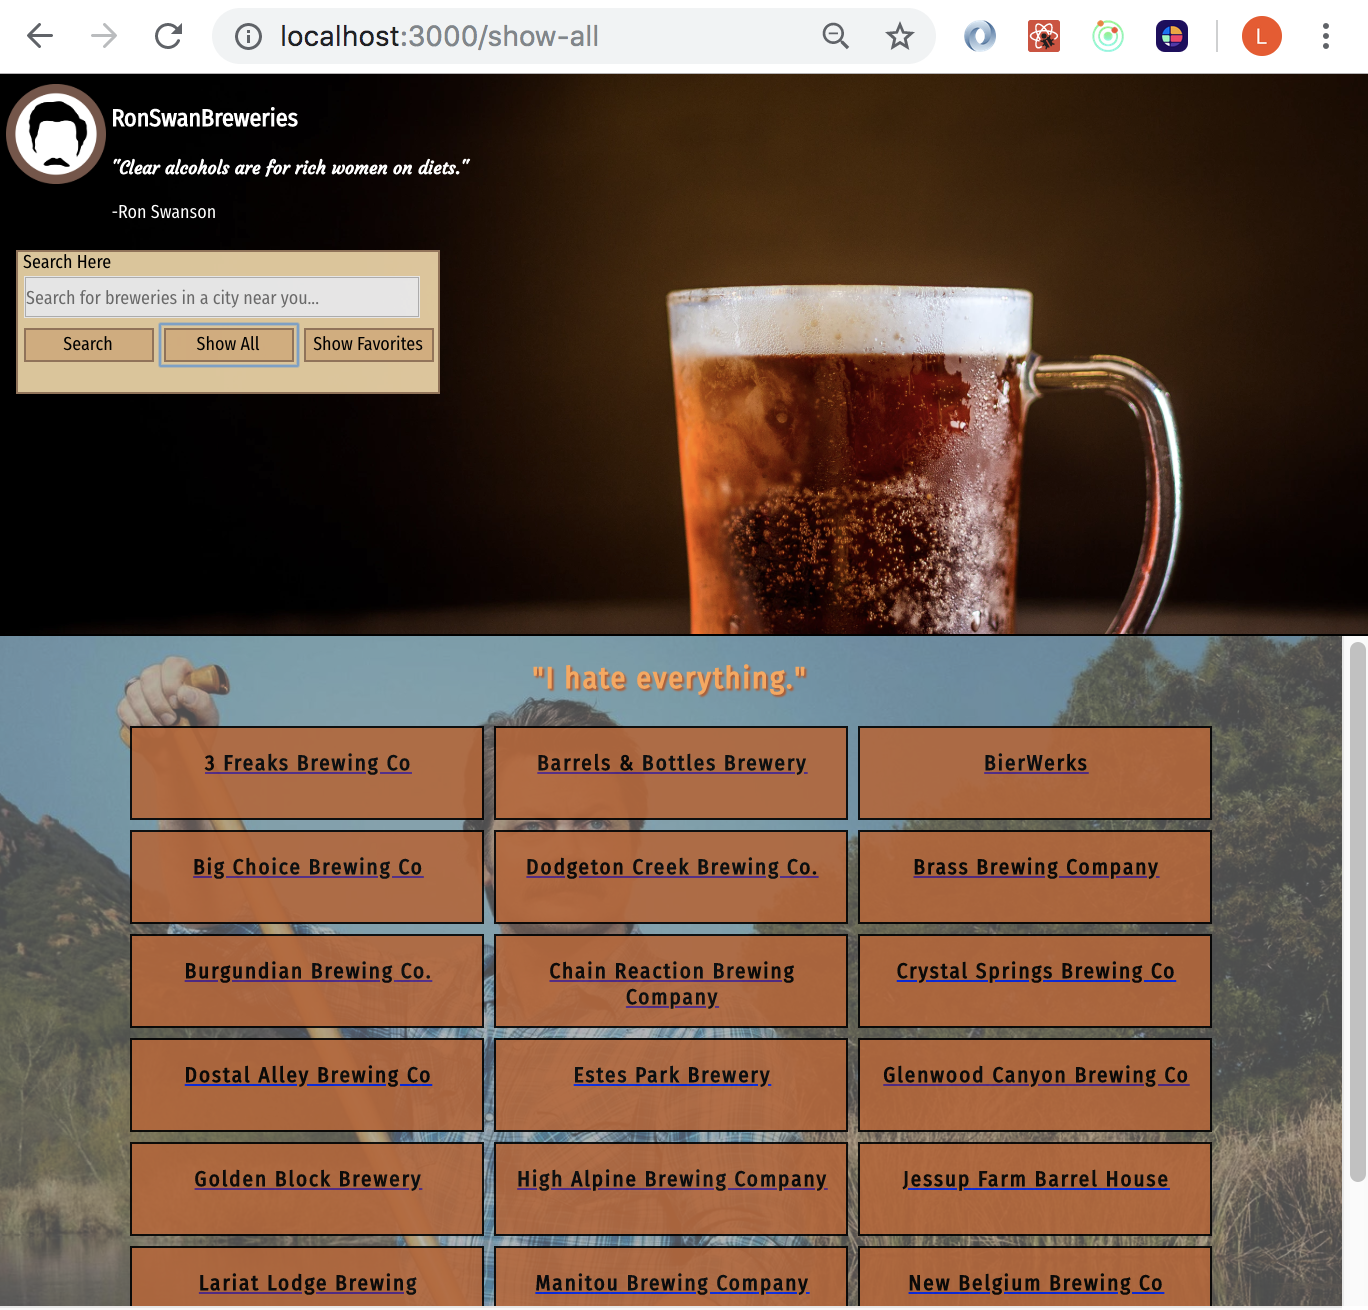 localhost:3000/show-all
L
RonSwanBreweries
"Clear alcohols are for rich women on diets."
-Ron Swanson
Search Here
Search for breweries in a city near you...
Search Show All Show Favorites
"I hate everything."
3 Freaks Brewing Co Barrels & Bottles Brewery BierWerks
Big Choice Brewing Co Dodgeton Creek Brewing Co. Brass Brewing Company
Burgundian Brewing Co. Chain Reaction Brewing Crystal Springs Brewing Co
Company
Dostal Alley Brewing Co Estes Park Brewery Glenwood Canyon Brewing Co
Golden Block Brewery High Alpine Brewing Company Jessup Farm Barrel House
Lariat Lodge Brewing Manitou Brewing Company New Belgium Brewing Co